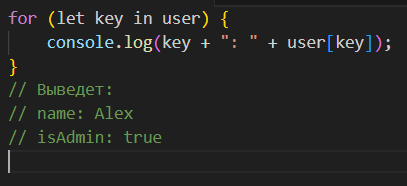 for (let key in user) {
    console.log(key + ": " + user[key]);
}
// Выведет:
// name: Alex
// isAdmin: true